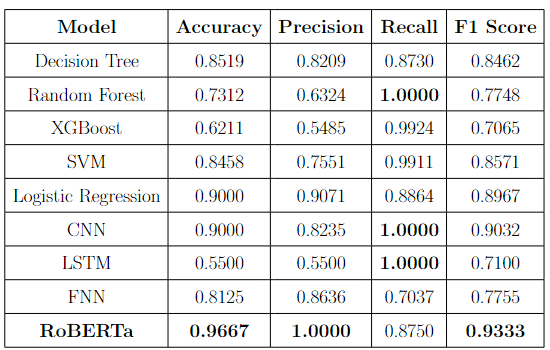 Model Accuracy Precision Recall F1 Score
Decision Tree 0.8519 0.8209 0.8730 0.8462
Random Forest 0.7312 0.6324 1.0000 0.7748
XGBoost 0.6211 0.5485 0.9924 0.7065
SVM 0.8458 0.7551 0.9911 0.8571
Logistic Regression 0.9000 0.9071 0.8864 0.8967
CNN 0.9000 0.8235 1.0000 0.9032
LSTM 0.5500 0.5500 1.0000 0.7100
FNN 0.8125 0.8636 0.7037 0.7755
RoBERTa 0.9667 1.0000 0.8750 0.9333